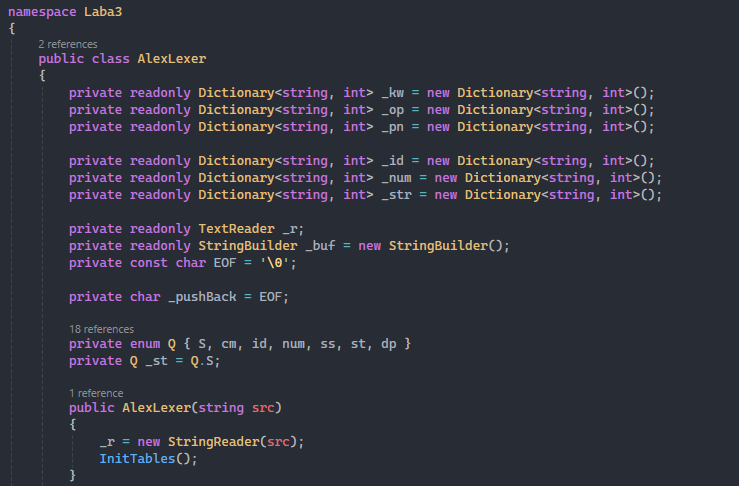 namespace Laba3
{
2 references
public class AlexLexer
{
private readonly Dictionary<string, int> _kw = new Dictionary<string, int>();
private readonly Dictionary<string, int> _op = new Dictionary<string, int>();
private readonly Dictionary<string, int> _pn = new Dictionary<string, int>();
private readonly Dictionary<string, int> _id = new Dictionary<string, int>();
private readonly Dictionary<string, int> _num = new Dictionary<string, int>();
private readonly Dictionary<string, int> _str = new Dictionary<string, int>();
private readonly TextReader _r;
private readonly StringBuilder _buf = new StringBuilder();
private const char EOF = '\0';
private char _pushBack = EOF;
18 references
private enum Q { S, cm, id, num, ss, st, dp }
private Q _st = Q.S;
1 reference
public AlexLexer(string src)
{
_r = new StringReader(src);
InitTables();
}